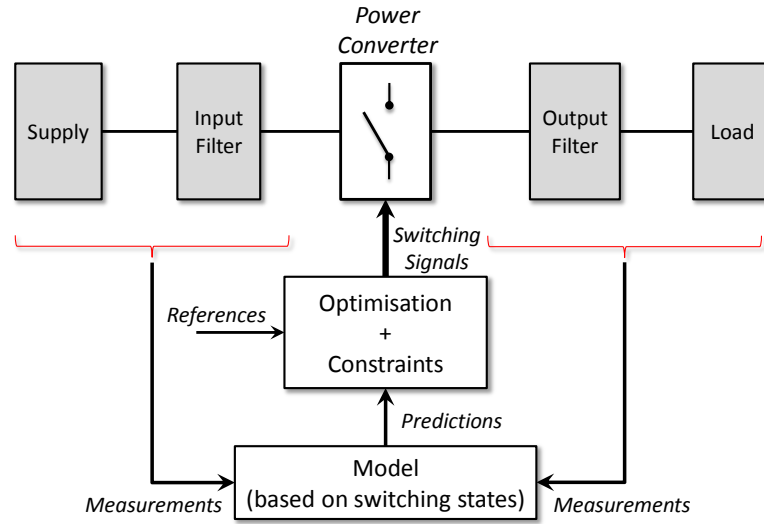 Power
Converter
Supply
Input
Filter
Output
Filter
Load
Switching
Signals
References
Optimisation
+
Constraints
Predictions
Model
(based on switching states)
Measurements
Measurements